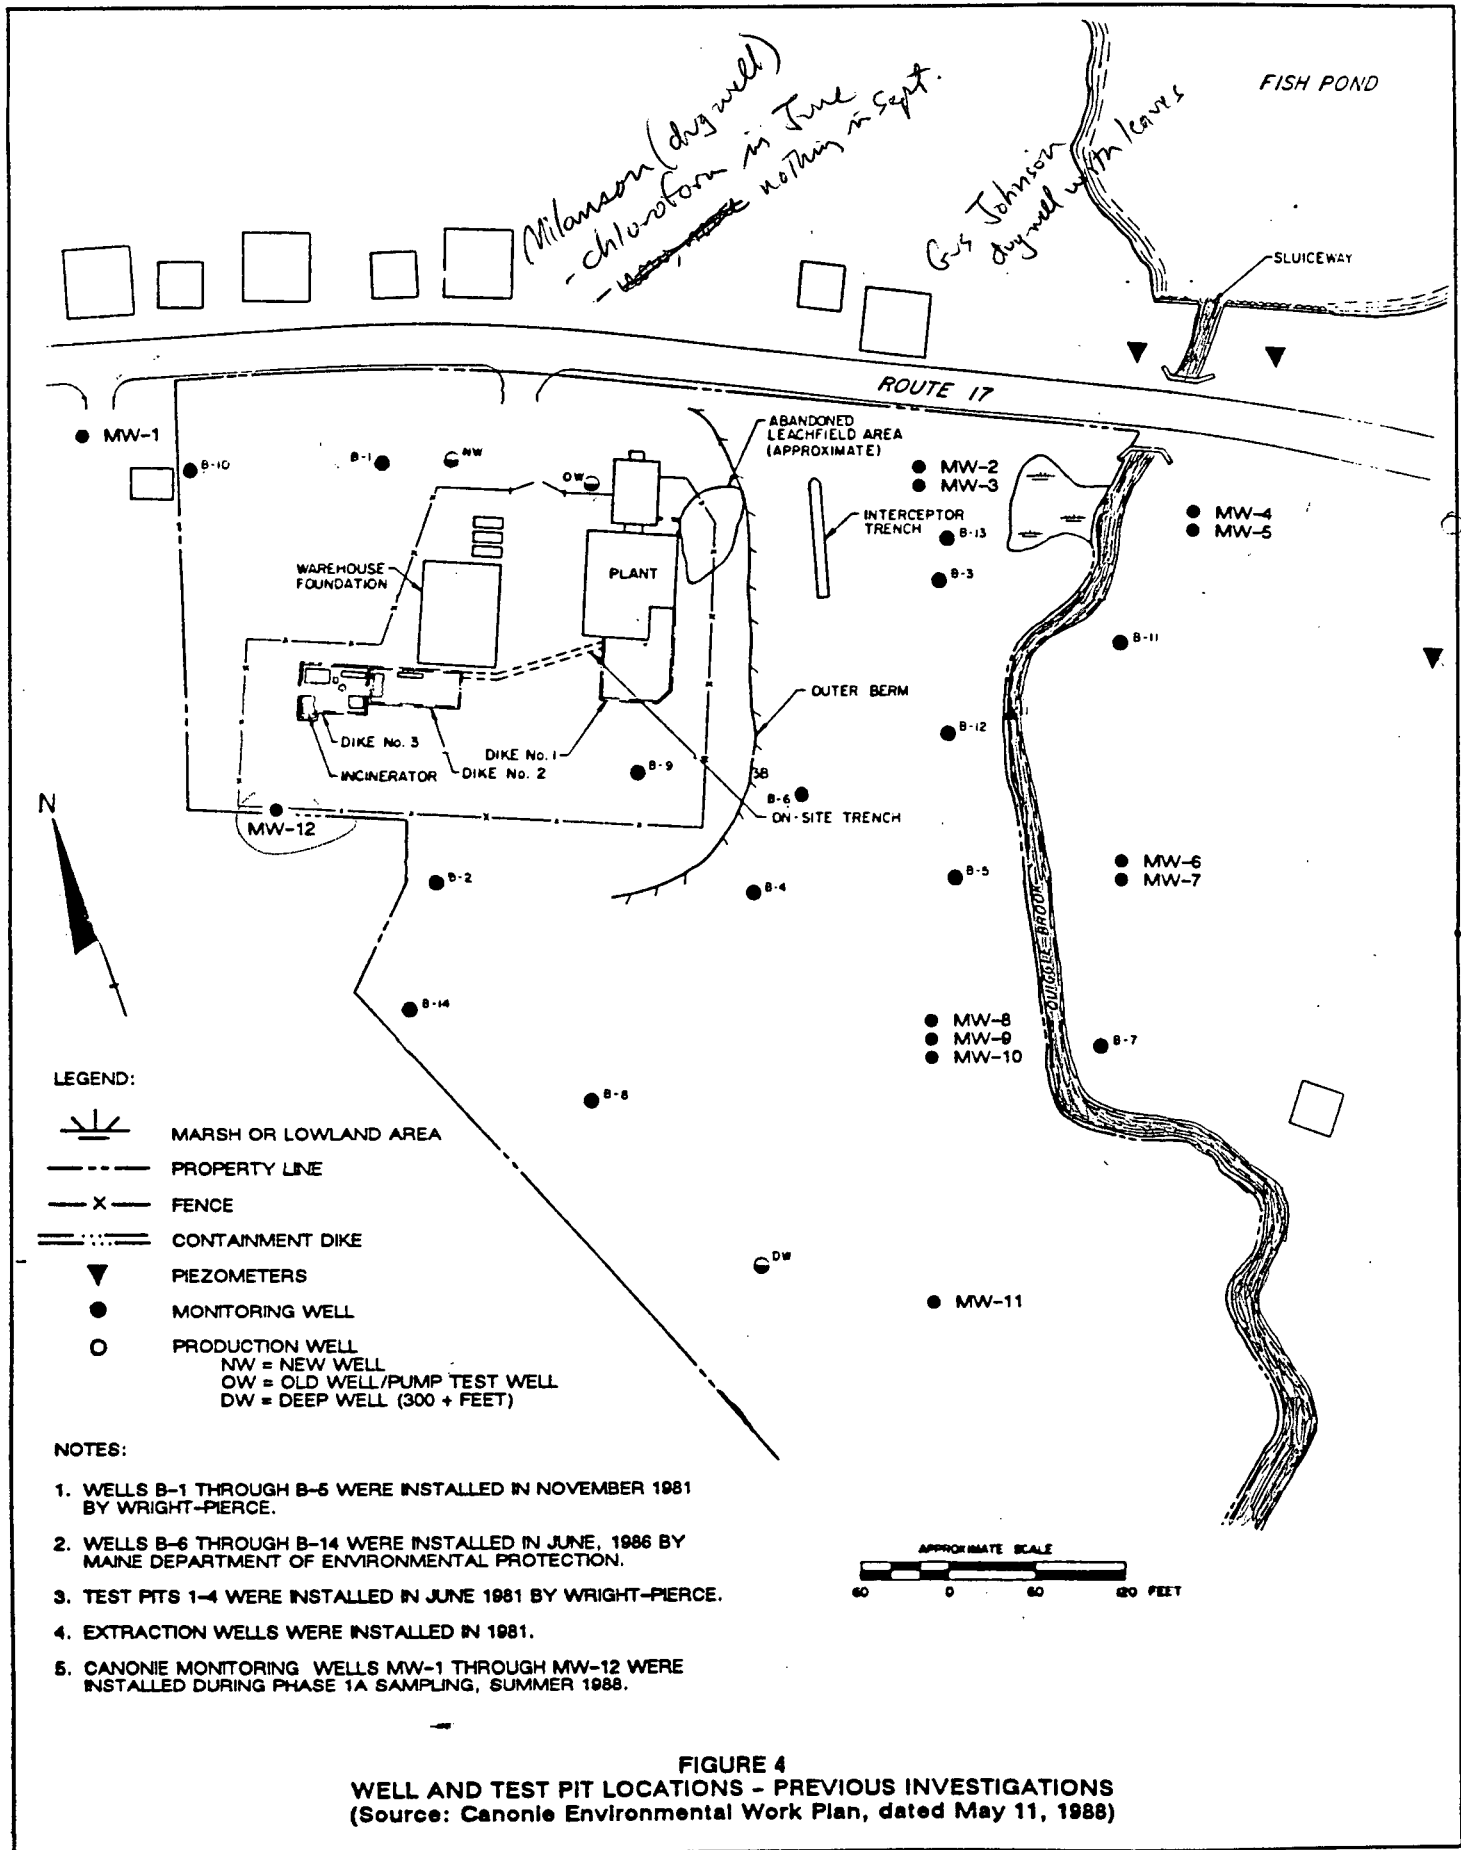 Milanson (dug well)
- chloroform in June
- nothing in Sept.
Gus Johnson
dug well with leaves
FISH POND
SLUICEWAY
ROUTE 17
MW-1
B-10
B-1
NW
OW
ABANDONED
LEACHFIELD AREA
(APPROXIMATE)
MW-2
MW-3
MW-4
MW-5
INTERCEPTOR
TRENCH
B-13
B-3
WAREHOUSE
FOUNDATION
PLANT
B-11
OUTER BERM
B-12
DIKE No. 3
DIKE No. 1
INCINERATOR
DIKE No. 2
B-9
B-6
ON-SITE TRENCH
N
MW-12
B-2
B-4
B-5
MW-6
MW-7
QUIGGLE BROOK
B-14
MW-8
MW-9
MW-10
B-7
B-8
DW
MW-11
LEGEND:
MARSH OR LOWLAND AREA
PROPERTY LINE
X FENCE
CONTAINMENT DIKE
PIEZOMETERS
MONITORING WELL
PRODUCTION WELL
NW = NEW WELL
OW = OLD WELL/PUMP TEST WELL
DW = DEEP WELL (300 + FEET)
NOTES:
1. WELLS B-1 THROUGH B-5 WERE INSTALLED IN NOVEMBER 1981
BY WRIGHT-PIERCE.
2. WELLS B-6 THROUGH B-14 WERE INSTALLED IN JUNE, 1986 BY
MAINE DEPARTMENT OF ENVIRONMENTAL PROTECTION.
3. TEST PITS 1-4 WERE INSTALLED IN JUNE 1981 BY WRIGHT-PIERCE.
4. EXTRACTION WELLS WERE INSTALLED IN 1981.
5. CANONIE MONITORING WELLS MW-1 THROUGH MW-12 WERE
INSTALLED DURING PHASE 1A SAMPLING, SUMMER 1988.
APPROXIMATE SCALE
60 0 60 120 FEET
FIGURE 4
WELL AND TEST PIT LOCATIONS - PREVIOUS INVESTIGATIONS
(Source: Canonie Environmental Work Plan, dated May 11, 1988)